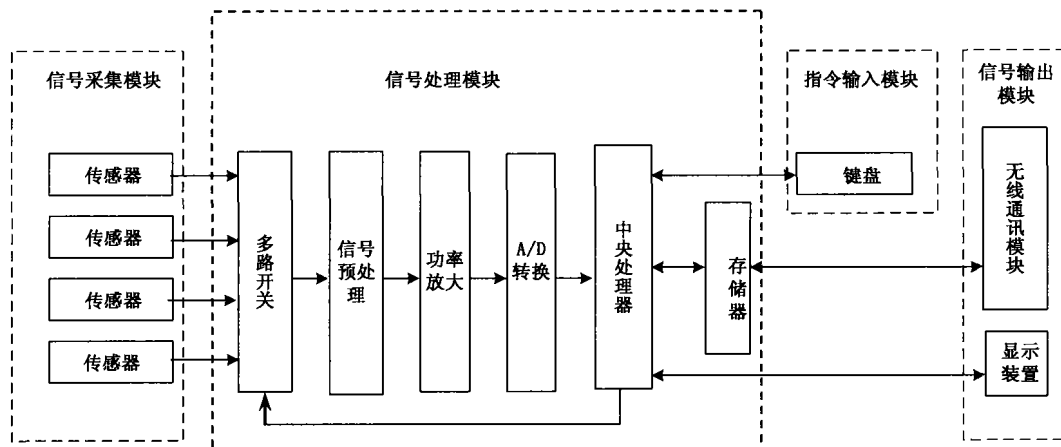 信号采集模块
传感器
传感器
传感器
传感器
信号处理模块
多路开关
信号
预处
理
功率
放大
A/D
转换
中央处理器
存储器
指令输入模块
键盘
信号输出
模块
无线通讯模块
显示
装置